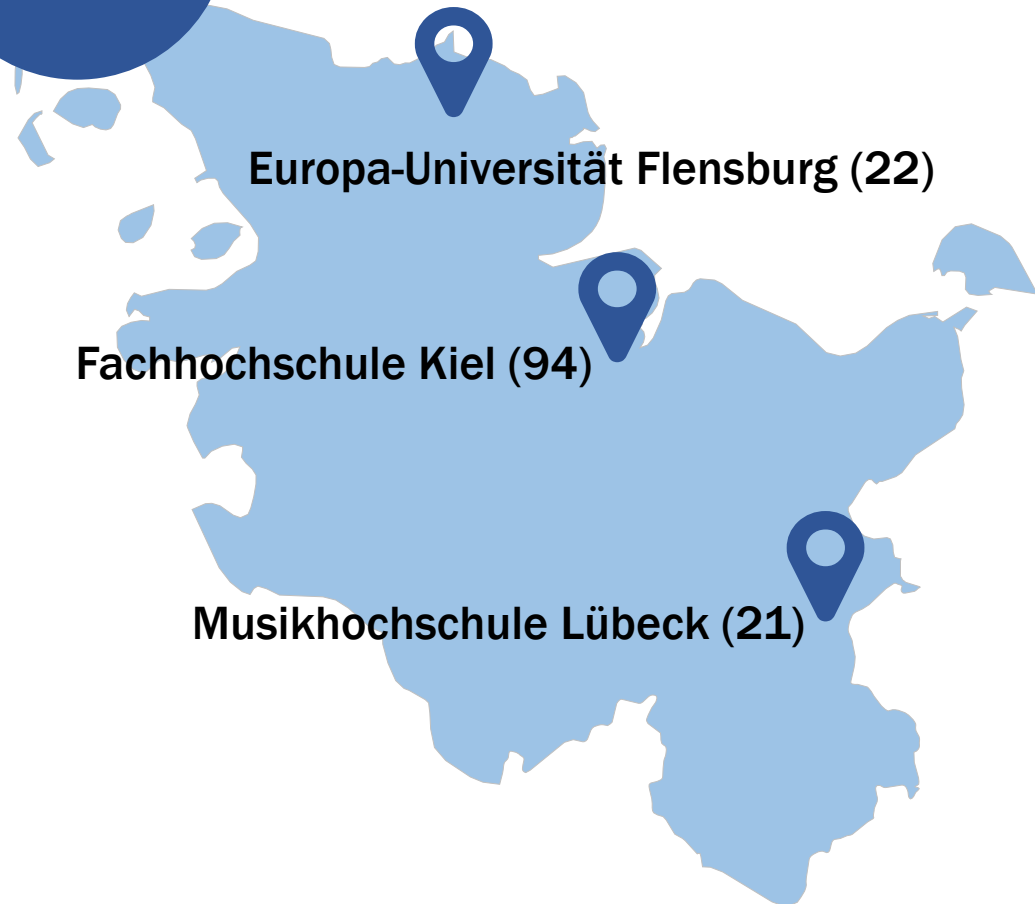 Europa-Universität Flensburg (22)
Fachhochschule Kiel (94)
Musikhochschule Lübeck (21)